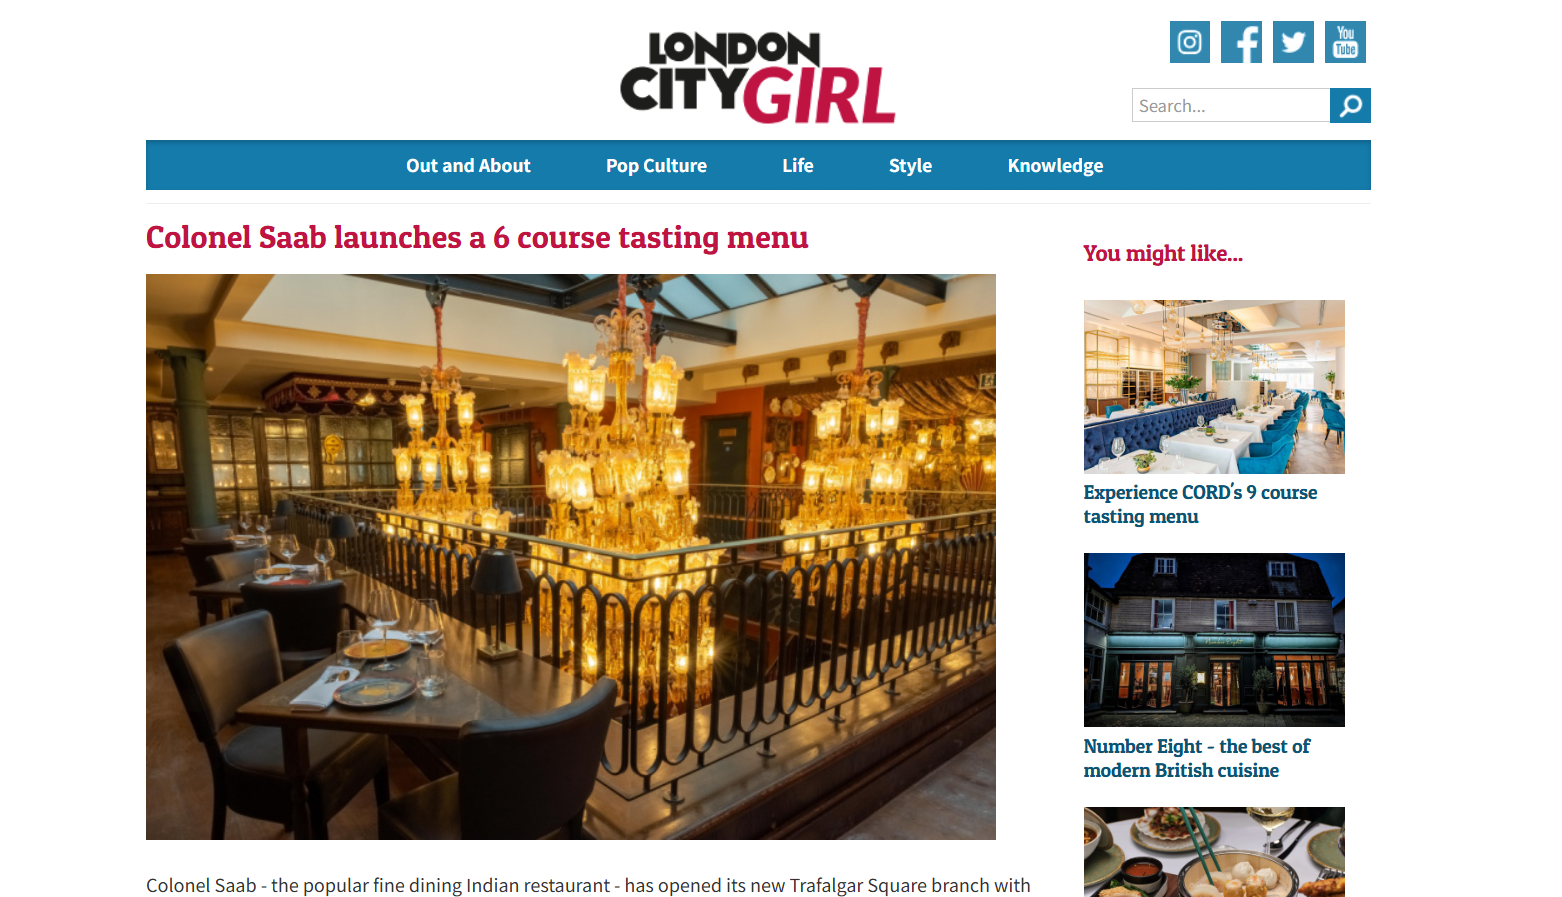 LONDON
CITYGIRL
You
Tube
Search...
Out and About
Pop Culture
Life
Style
Knowledge
Colonel Saab launches a 6 course tasting menu
You might like...
Experience CORD's 9 course
tasting menu
Number Eight
Number Eight - the best of
modern British cuisine
Colonel Saab - the popular fine dining Indian restaurant - has opened its new Trafalgar Square branch with